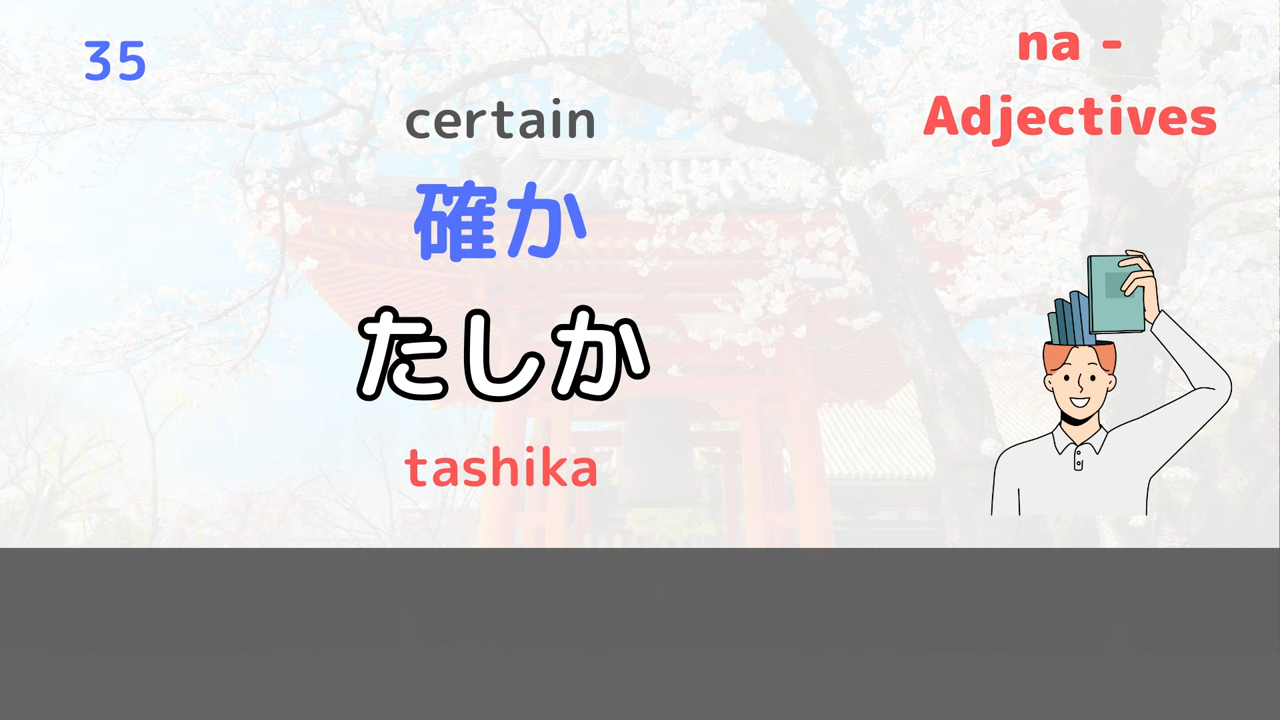 35
na -
Adjectives
certain
確か
たしか
tashika